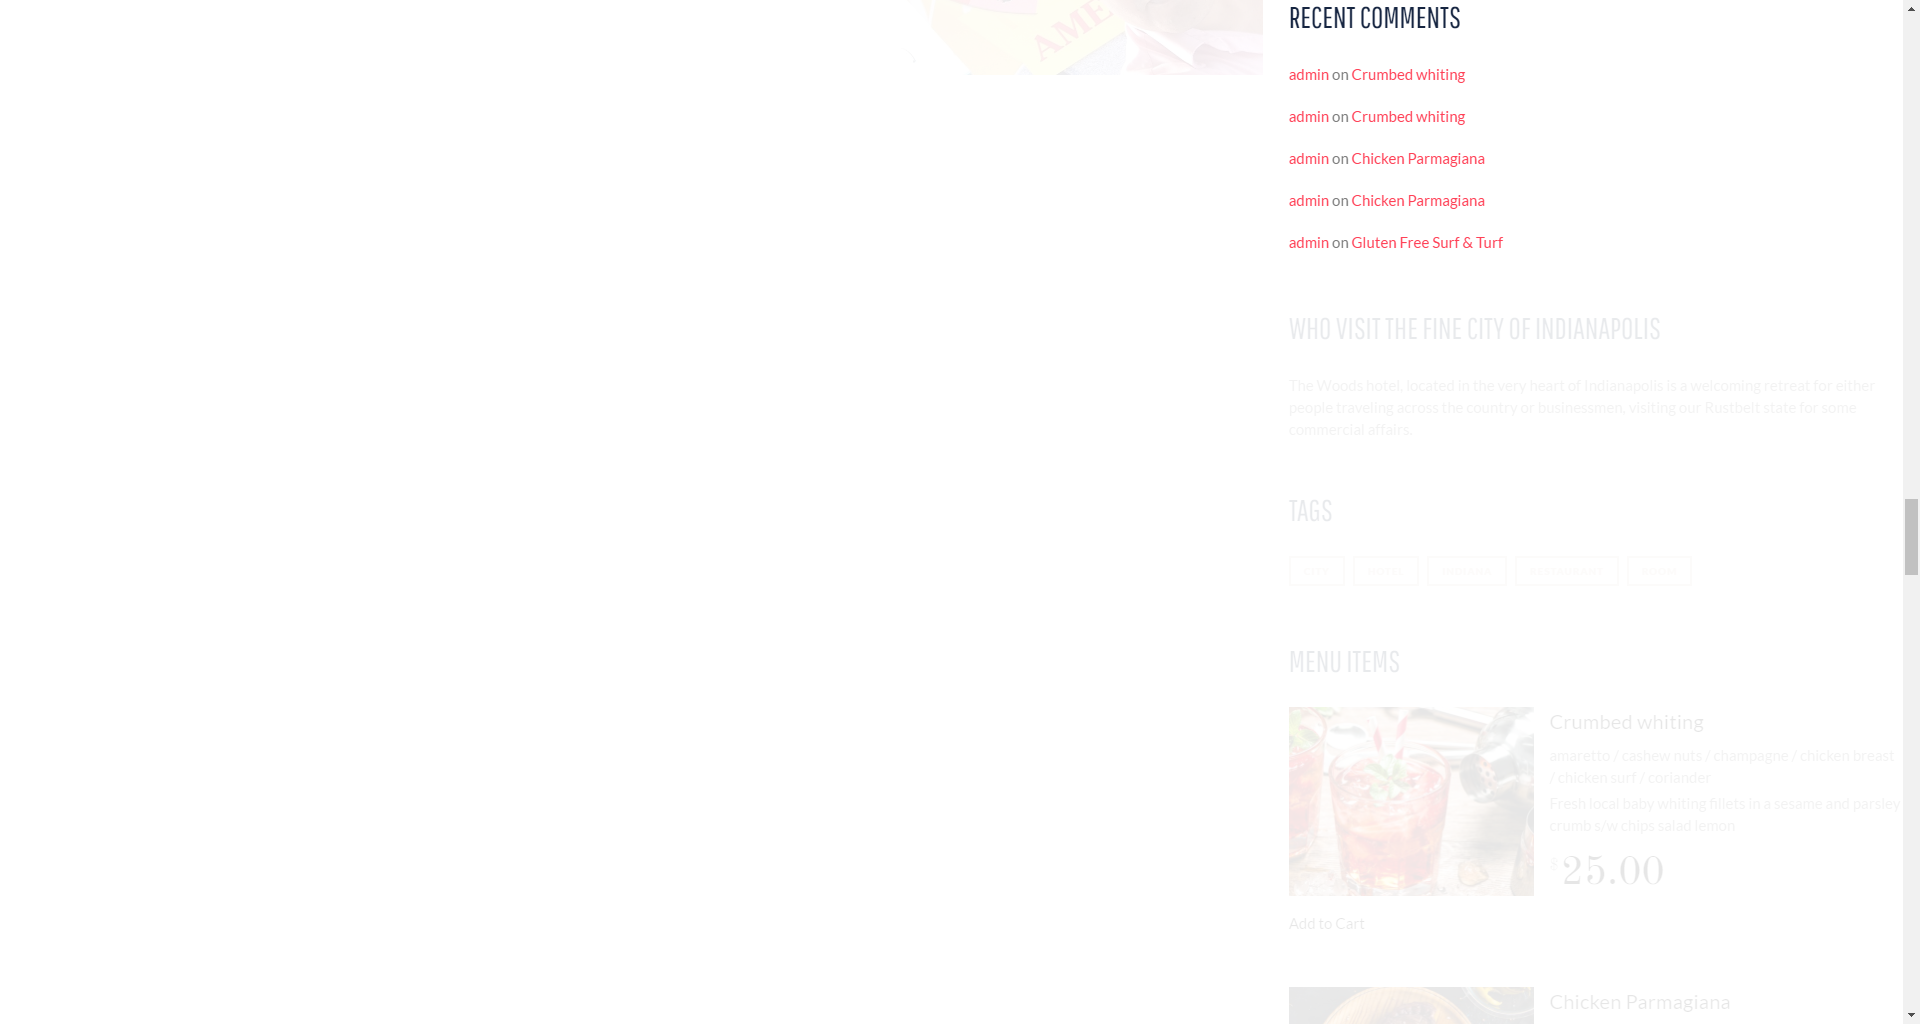 AME
RECENT COMMENTS
admin on Crumbed whiting
admin on Crumbed whiting
admin on Chicken Parmagiana
admin on Chicken Parmagiana
admin on Gluten Free Surf & Turf
WHO VISIT THE FINE CITY OF INDIANAPOLIS
The Woods hotel, located in the very heart of Indianapolis is a welcoming retreat for either
people traveling across the country or businessmen, visiting our Rustbelt state for some
commercial affairs.
TAGS
CITY HOTEL INDIANA RESTAURANT ROOM
MENU ITEMS
Crumbed whiting
amaretto / cashew nuts / champagne / chicken breast
/ chicken surf / coriander
Fresh local baby whiting fillets in a sesame and parsley
crumb s/w chips salad lemon
$25.00
Add to Cart
Chicken Parmagiana